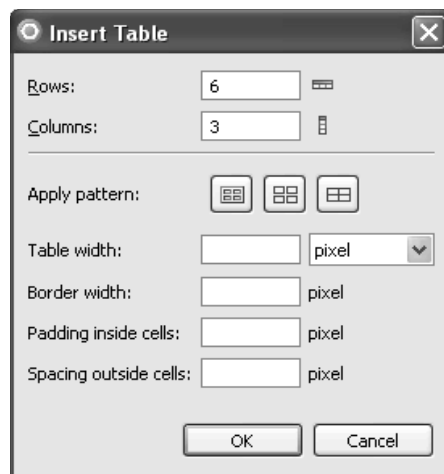 Insert Table
Rows: 6
Columns: 3
Apply pattern:
Table width: pixel
Border width: pixel
Padding inside cells: pixel
Spacing outside cells: pixel
OK Cancel